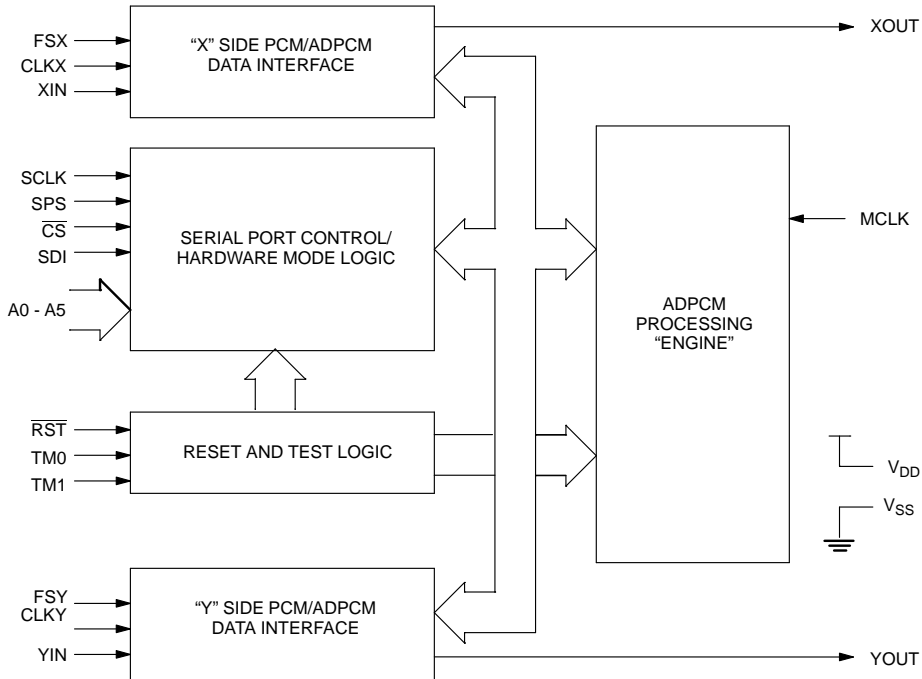 FSX
CLKX
XIN
“X” SIDE PCM/ADPCM
DATA INTERFACE
XOUT
SCLK
SPS
CS
SDI
A0 - A5
SERIAL PORT CONTROL/
HARDWARE MODE LOGIC
MCLK
ADPCM
PROCESSING
“ENGINE”
RST
TM0
TM1
RESET AND TEST LOGIC
VDD
VSS
FSY
CLKY
YIN
“Y” SIDE PCM/ADPCM
DATA INTERFACE
YOUT